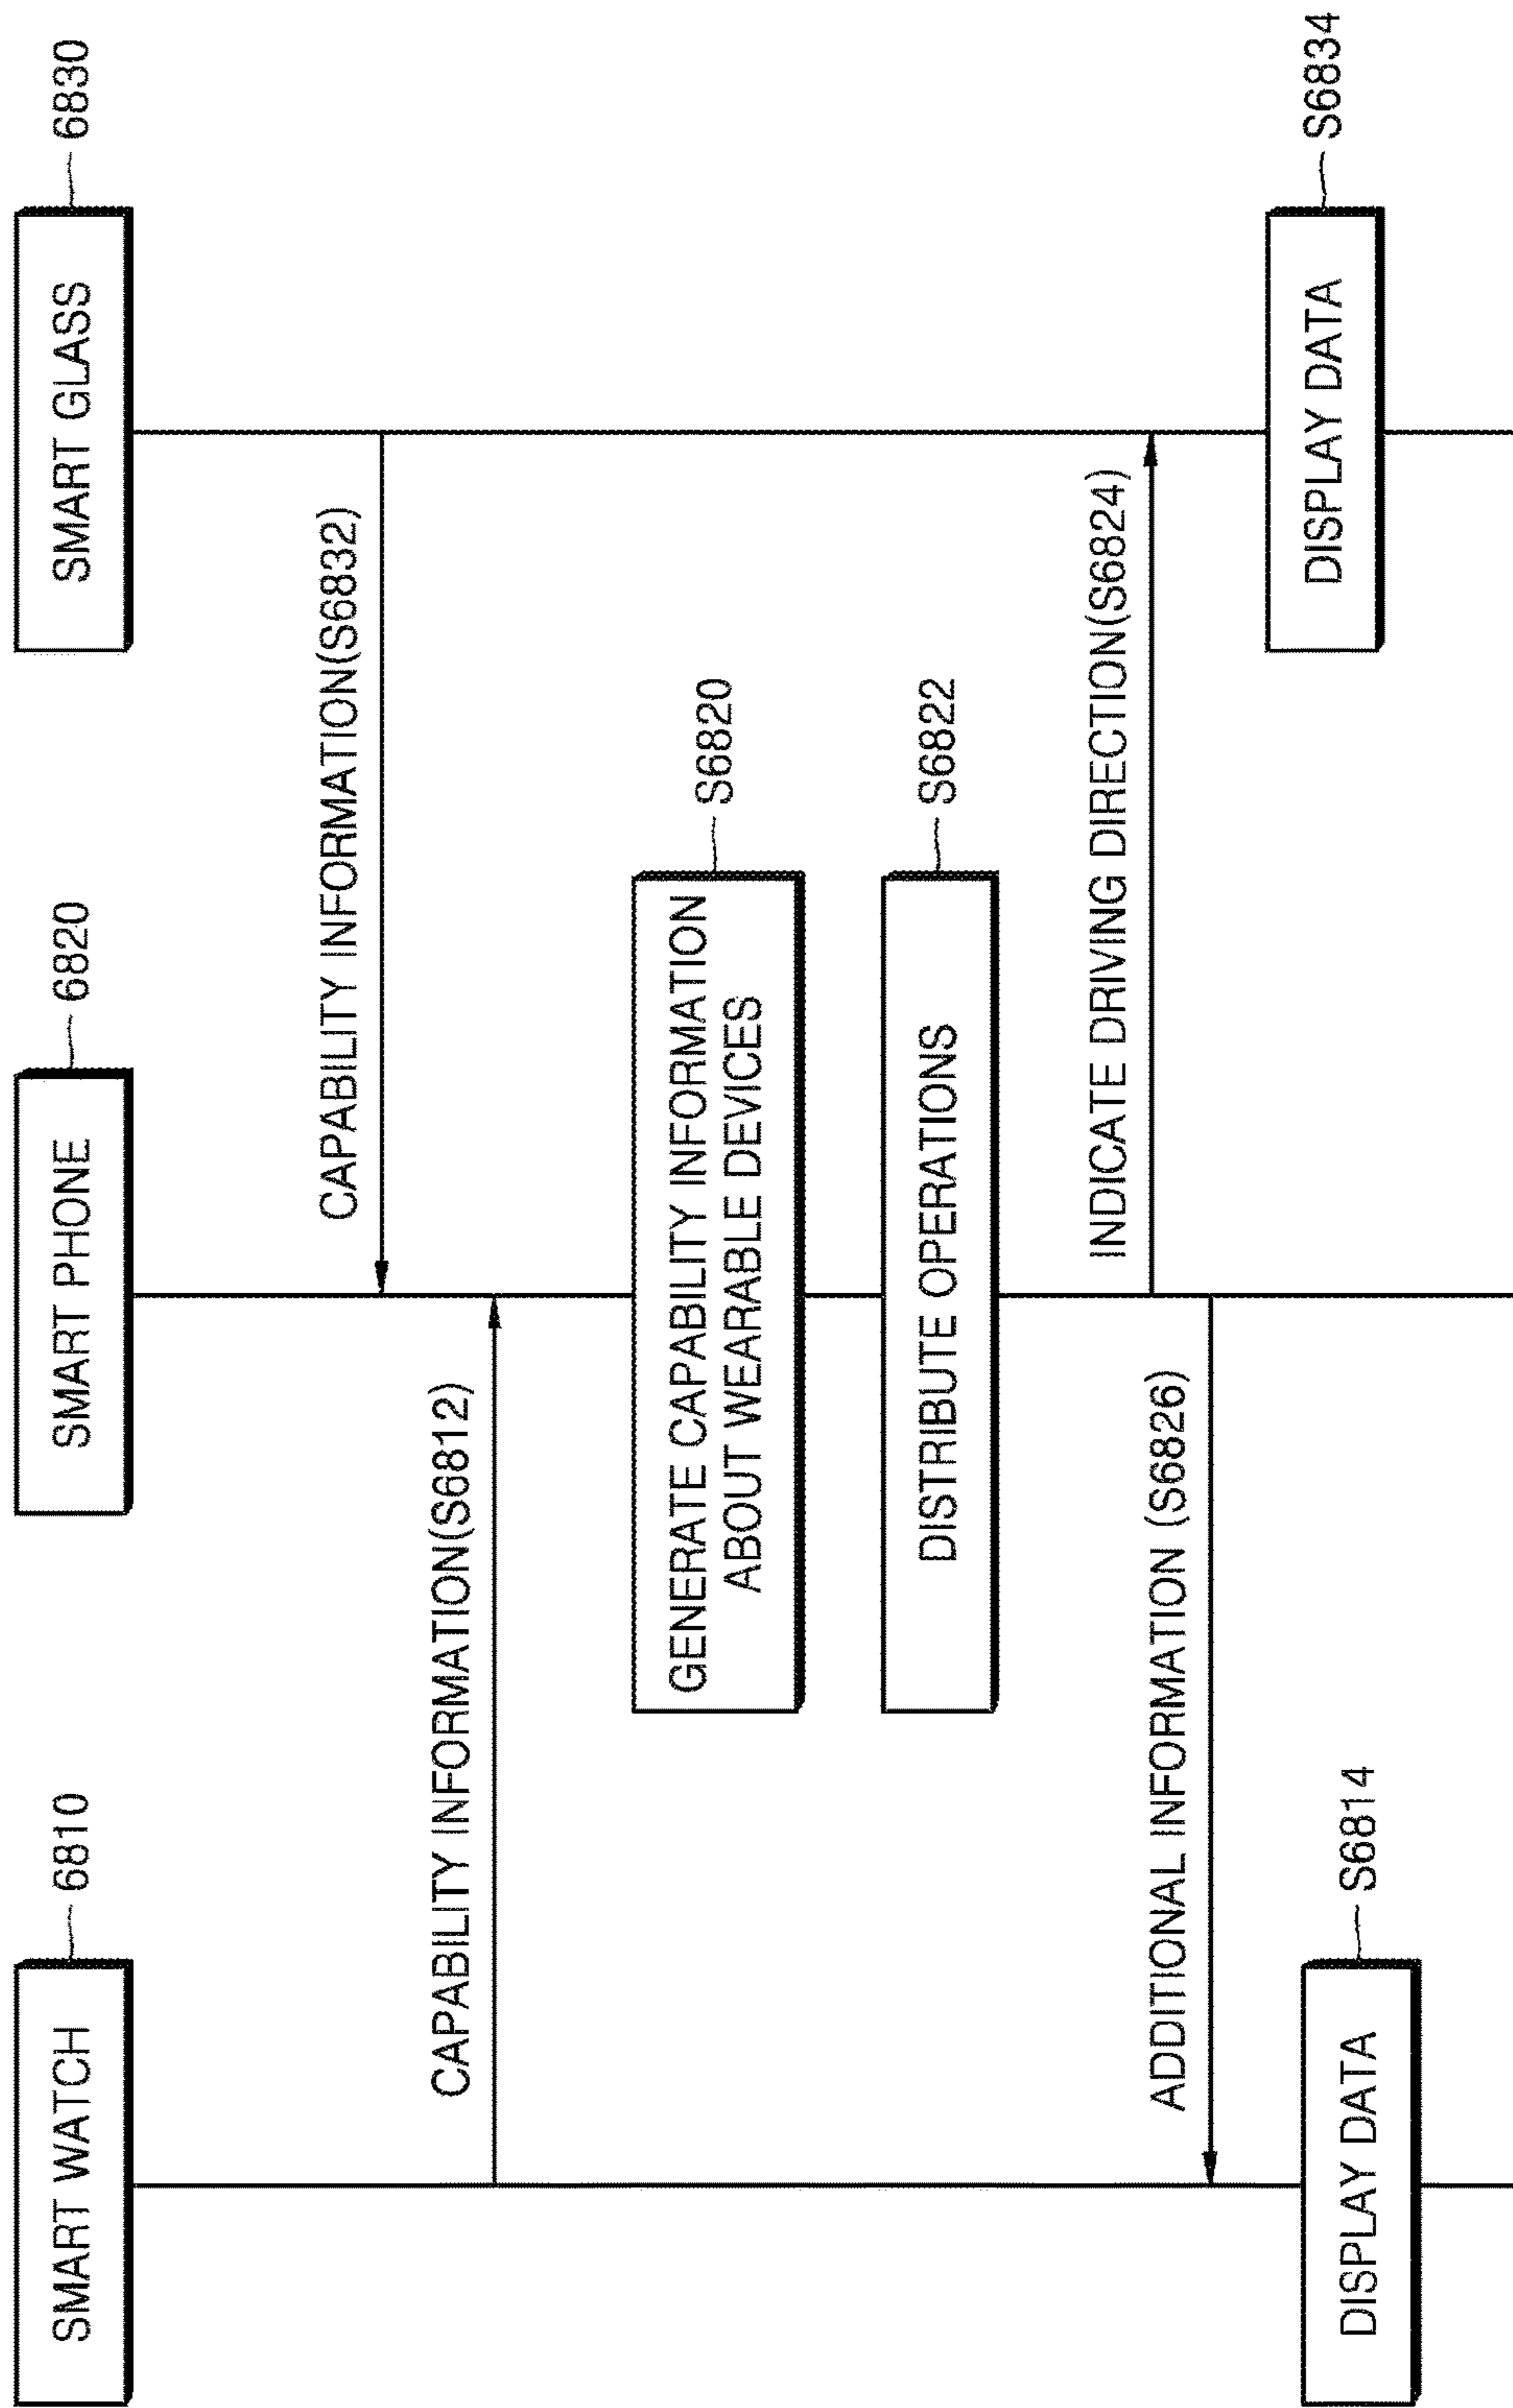 SMART WATCH
6810
SMART PHONE
6820
SMART GLASS
6830
CAPABILITY INFORMATION(S6832)
CAPABILITY INFORMATION(S6812)
GENERATE CAPABILITY INFORMATION
ABOUT WEARABLE DEVICES
S6820
DISTRIBUTE OPERATIONS
S6822
INDICATE DRIVING DIRECTION(S6824)
ADDITIONAL INFORMATION (S6826)
DISPLAY DATA
S6834
DISPLAY DATA
S6814